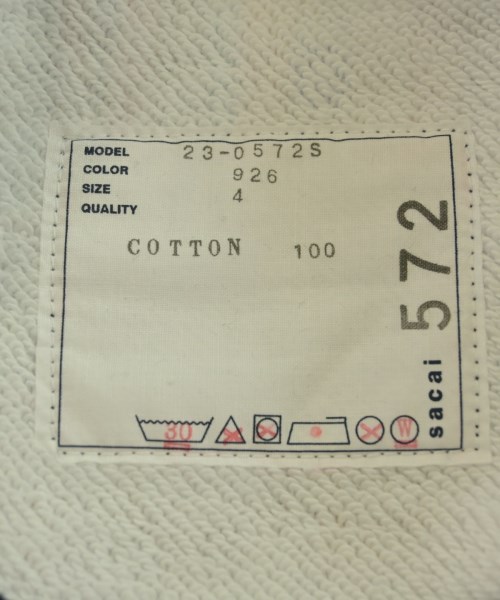 MODEL 23-0572S
COLOR 926
SIZE 4
QUALITY
COTTON 100
30
W
sacai 572